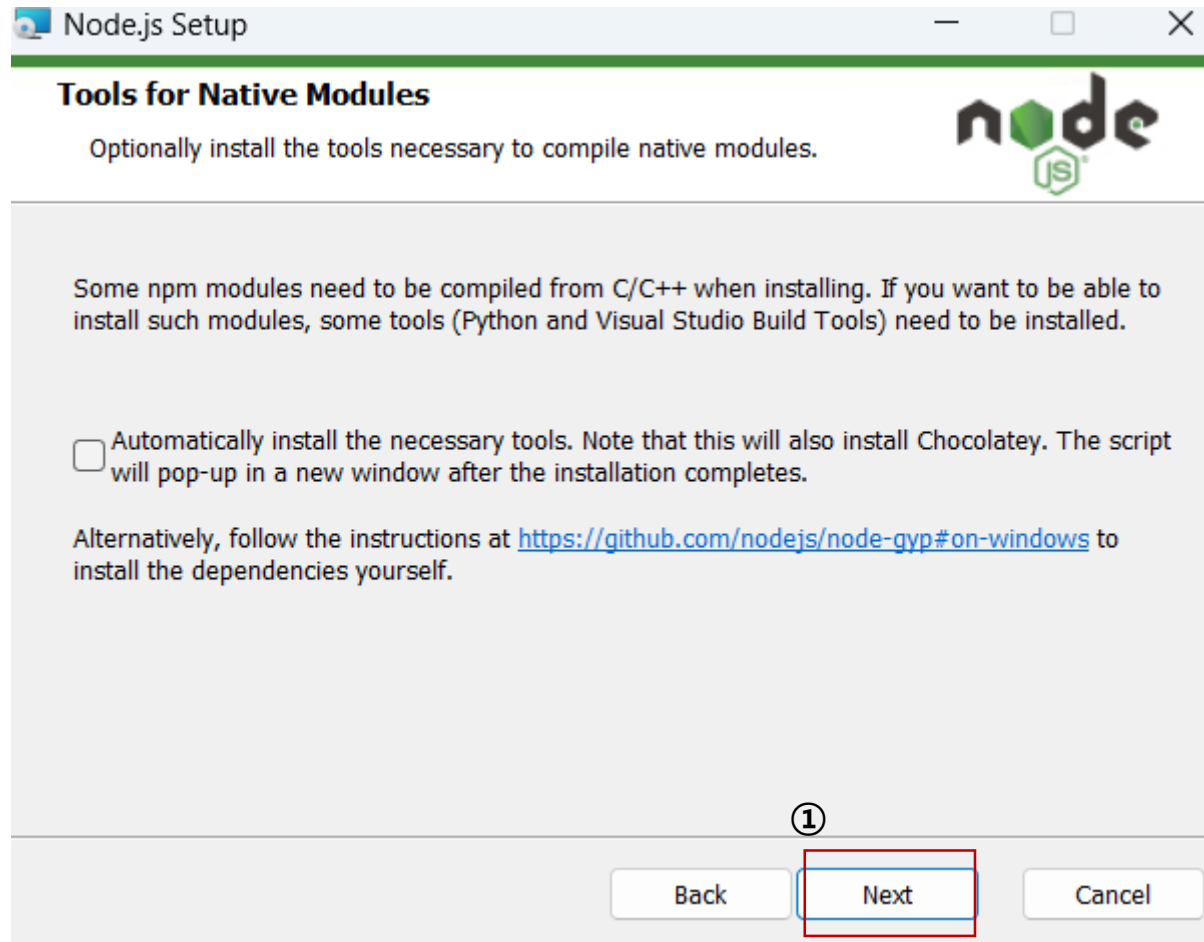 Node.js Setup
Tools for Native Modules
Optionally install the tools necessary to compile native modules.
node
JS
Some npm modules need to be compiled from C/C++ when installing. If you want to be able to
install such modules, some tools (Python and Visual Studio Build Tools) need to be installed.
Automatically install the necessary tools. Note that this will also install Chocolatey. The script
will pop-up in a new window after the installation completes.
Alternatively, follow the instructions at https://github.com/nodejs/node-gyp#on-windows to
install the dependencies yourself.
①
Back Next Cancel